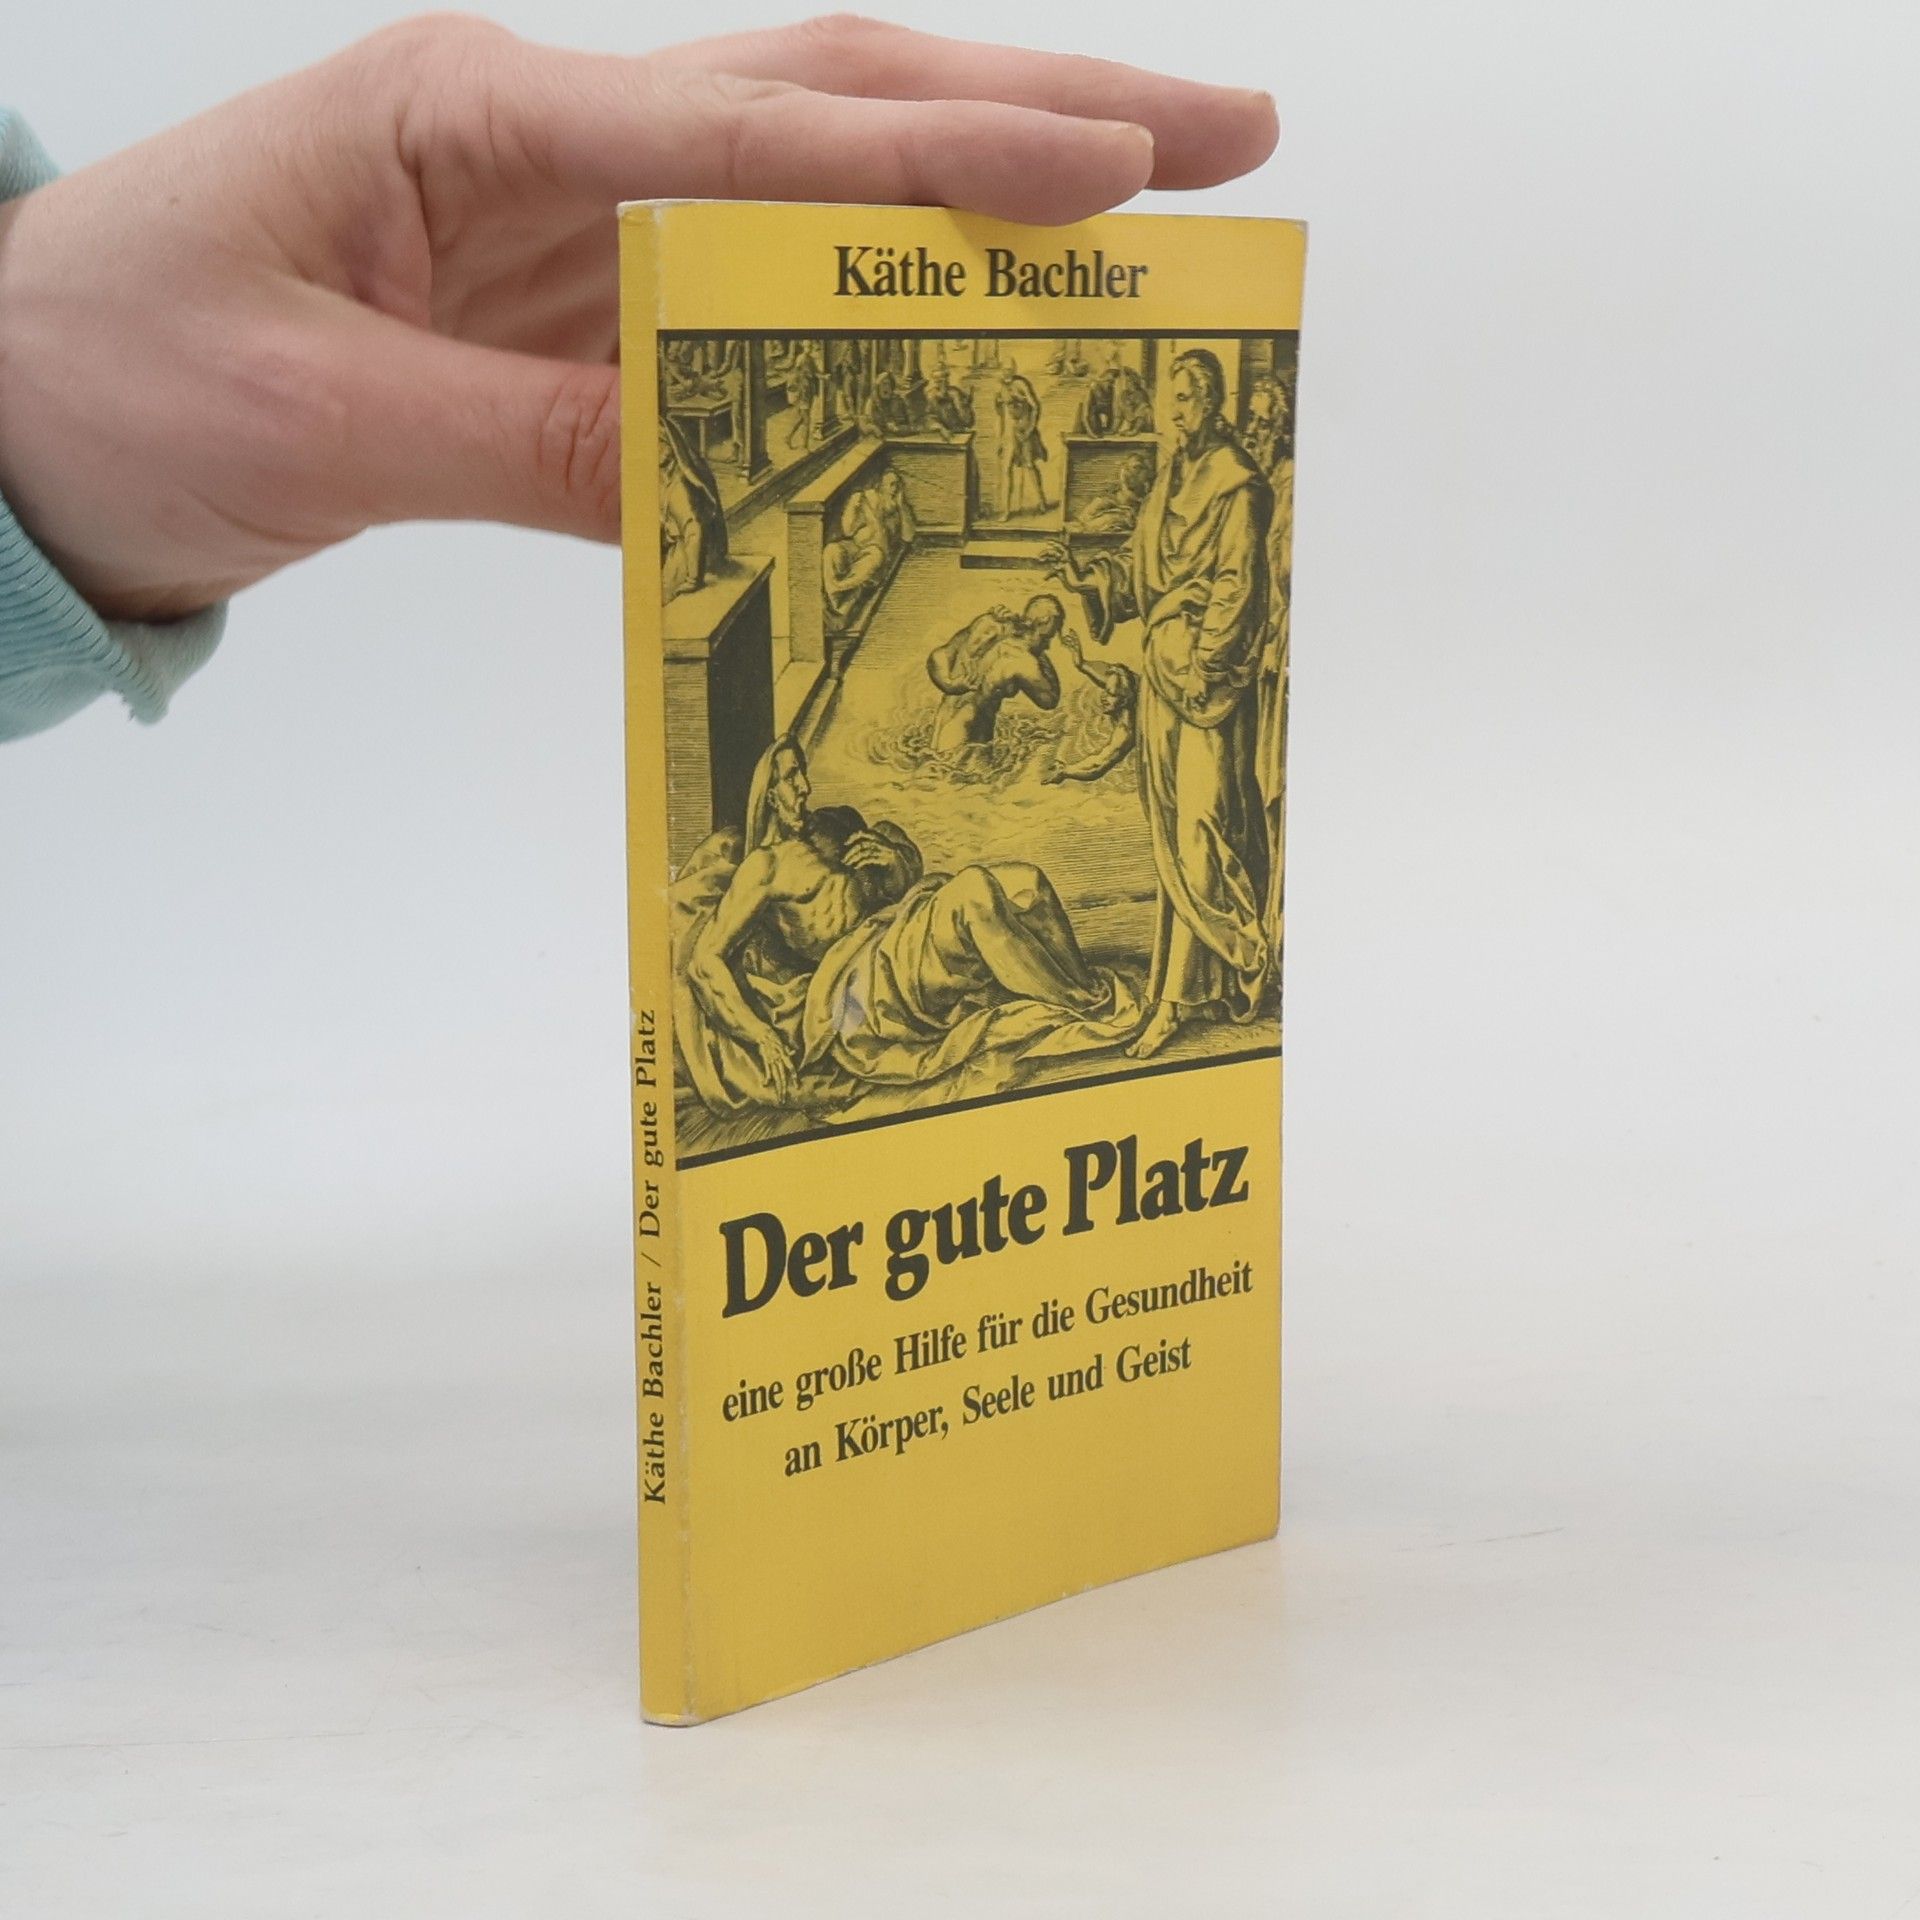 Käthe Bachler
Der gute Platz
eine große Hilfe für die Gesundheit
an Körper, Seele und Geist
Käthe Bachler / Der gute Platz